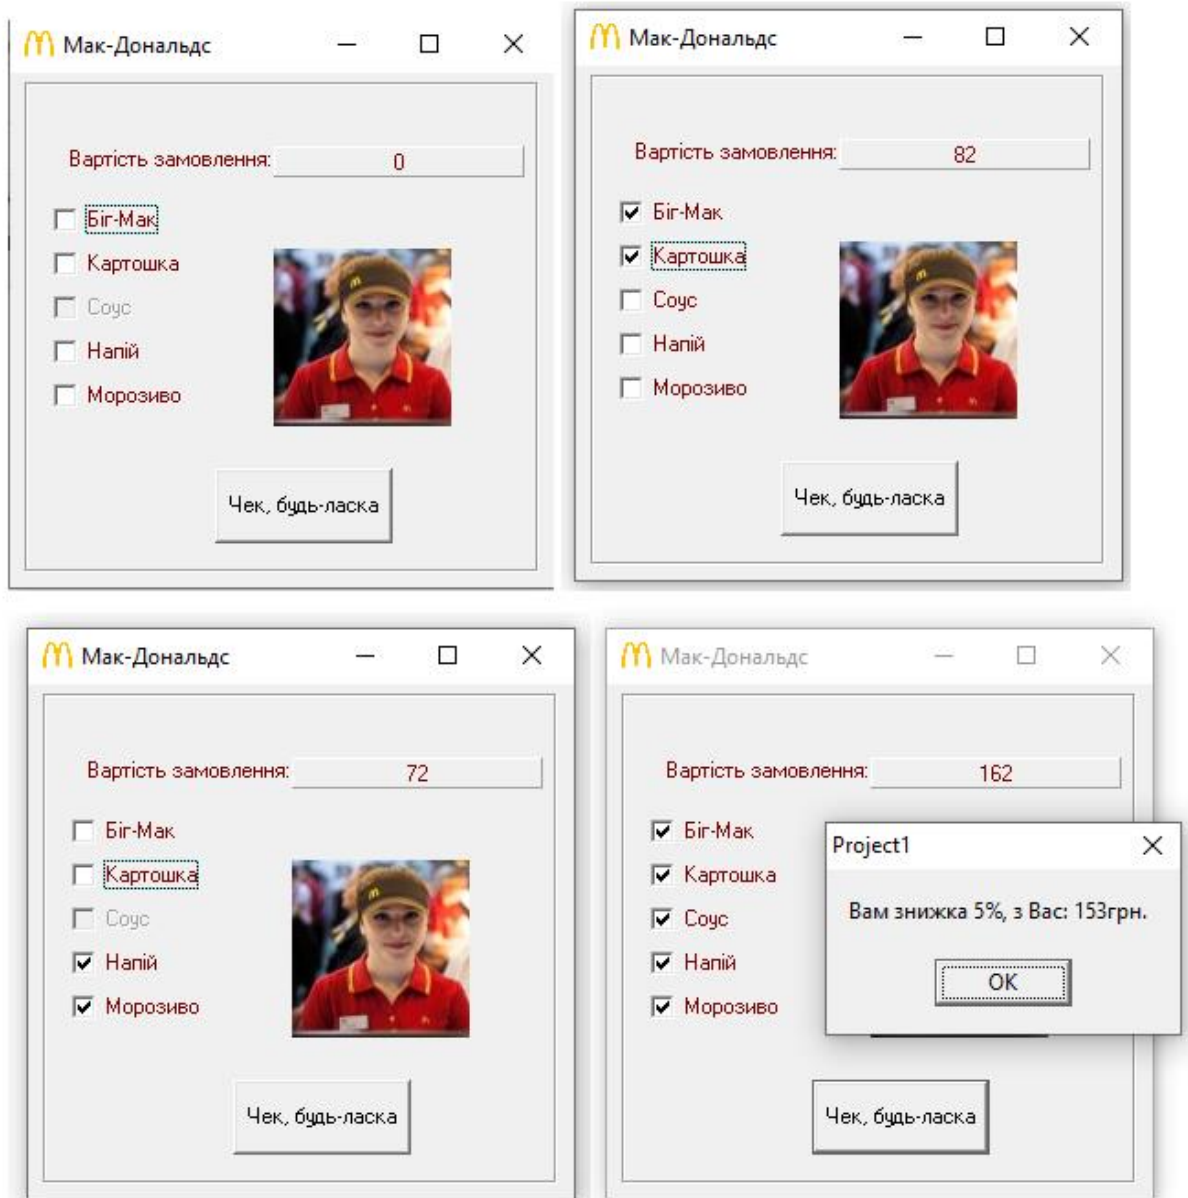 Мак-Дональдс
Вартість замовлення: 0
Біг-Мак
Картошка
Соус
Напій
Морозиво
Чек, будь-ласка
Мак-Дональдс
Вартість замовлення: 82
Біг-Мак
Картошка
Соус
Напій
Морозиво
Чек, будь-ласка
Мак-Дональдс
Вартість замовлення: 72
Біг-Мак
Картошка
Соус
Напій
Морозиво
Чек, будь-ласка
Мак-Дональдс
Вартість замовлення: 162
Біг-Мак
Картошка
Соус
Напій
Морозиво
Project1
Вам знижка 5%, з Вас: 153грн.
OK
Чек, будь-ласка